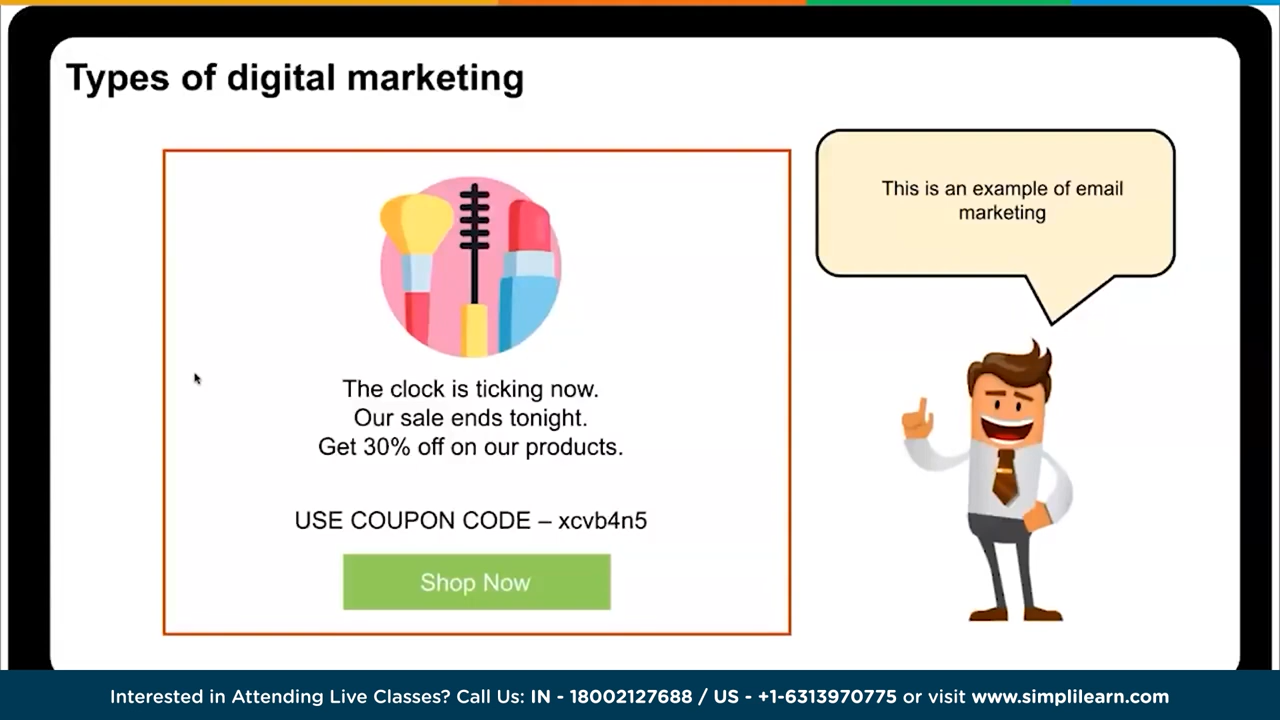 Types of digital marketing
This is an example of email
marketing
The clock is ticking now.
Our sale ends tonight.
Get 30% off on our products.
USE COUPON CODE – xcvb4n5
Shop Now
Interested in Attending Live Classes? Call Us: IN - 18002127688 / US - +1-6313970775 or visit www.simplilearn.com